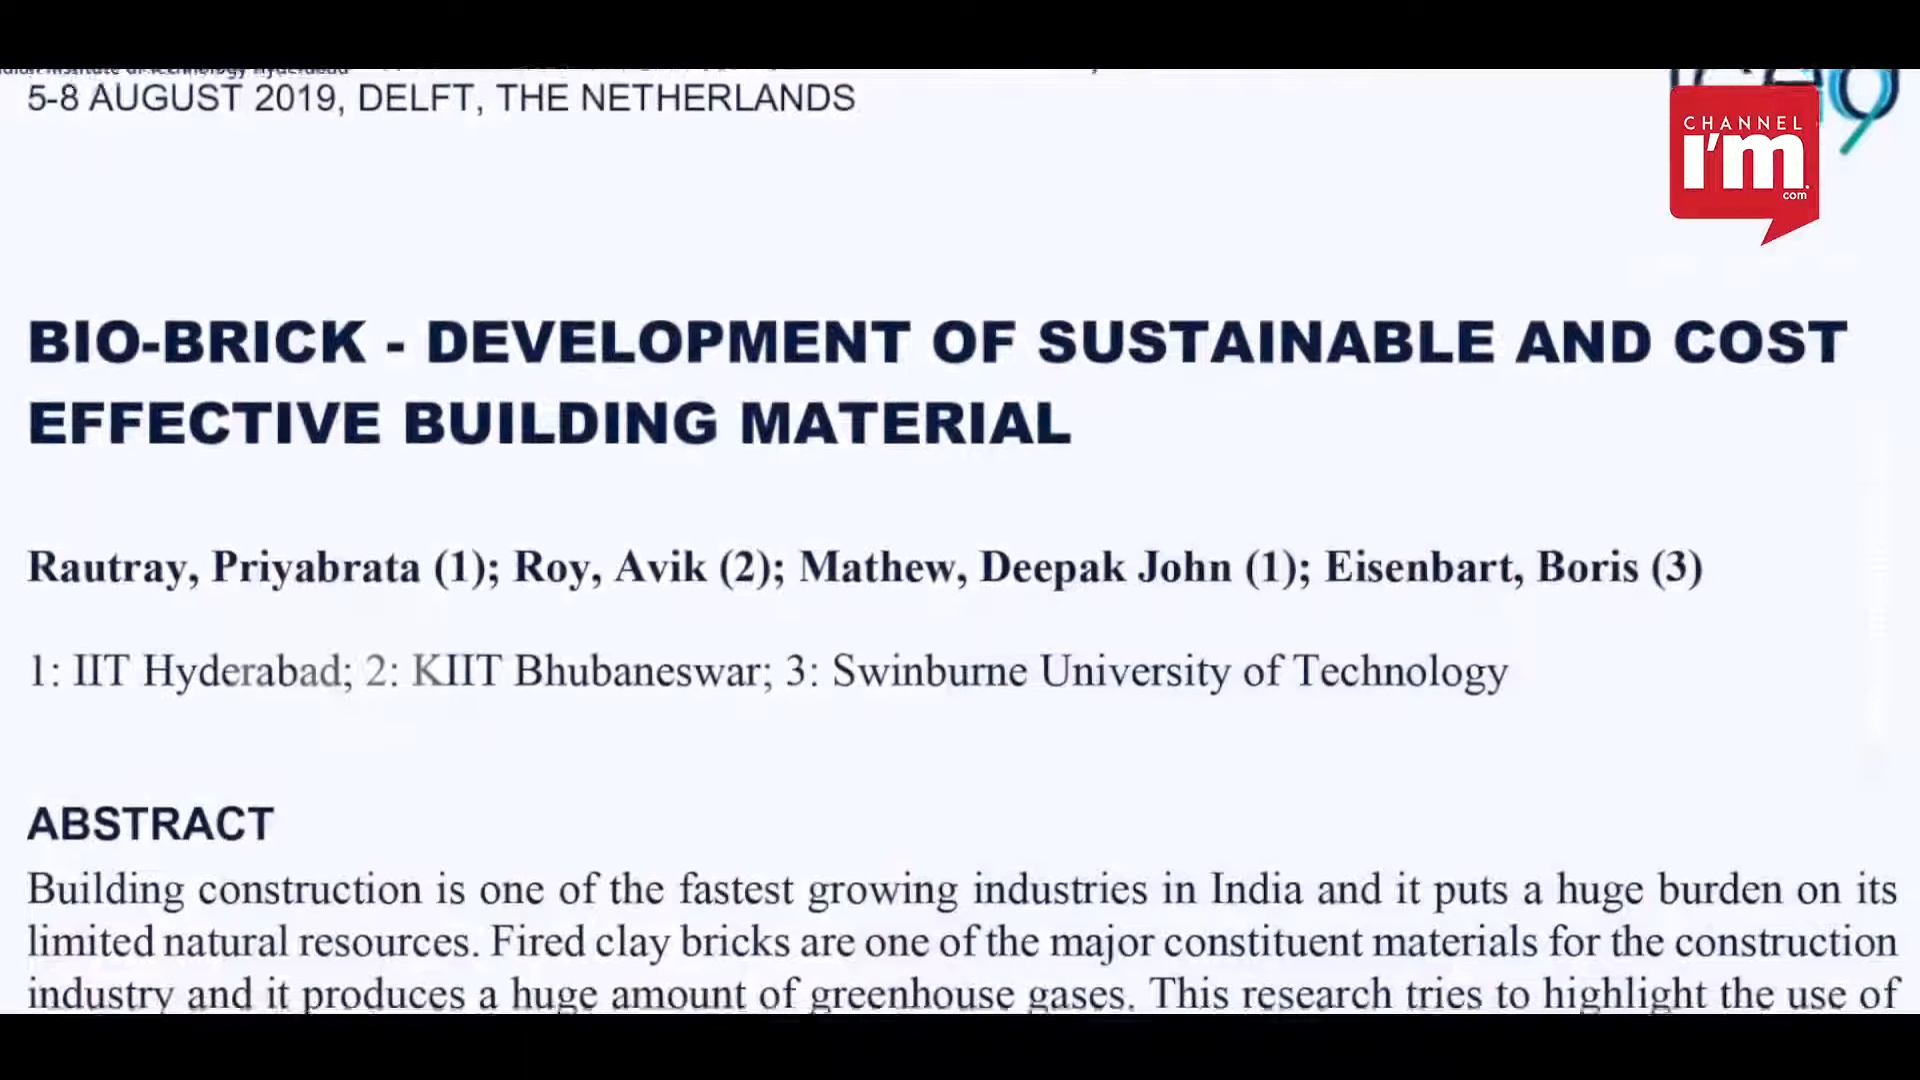 Indian Institute of Technology Hyderabad
5-8 AUGUST 2019, DELFT, THE NETHERLANDS
CHANNEL
i'm.
com
BIO-BRICK - DEVELOPMENT OF SUSTAINABLE AND COST
EFFECTIVE BUILDING MATERIAL
Rautray, Priyabrata (1); Roy, Avik (2); Mathew, Deepak John (1); Eisenbart, Boris (3)
1: IIT Hyderabad; 2: KIIT Bhubaneswar; 3: Swinburne University of Technology
ABSTRACT
Building construction is one of the fastest growing industries in India and it puts a huge burden on its
limited natural resources. Fired clay bricks are one of the major constituent materials for the construction
industry and it produces a huge amount of greenhouse gases. This research tries to highlight the use of